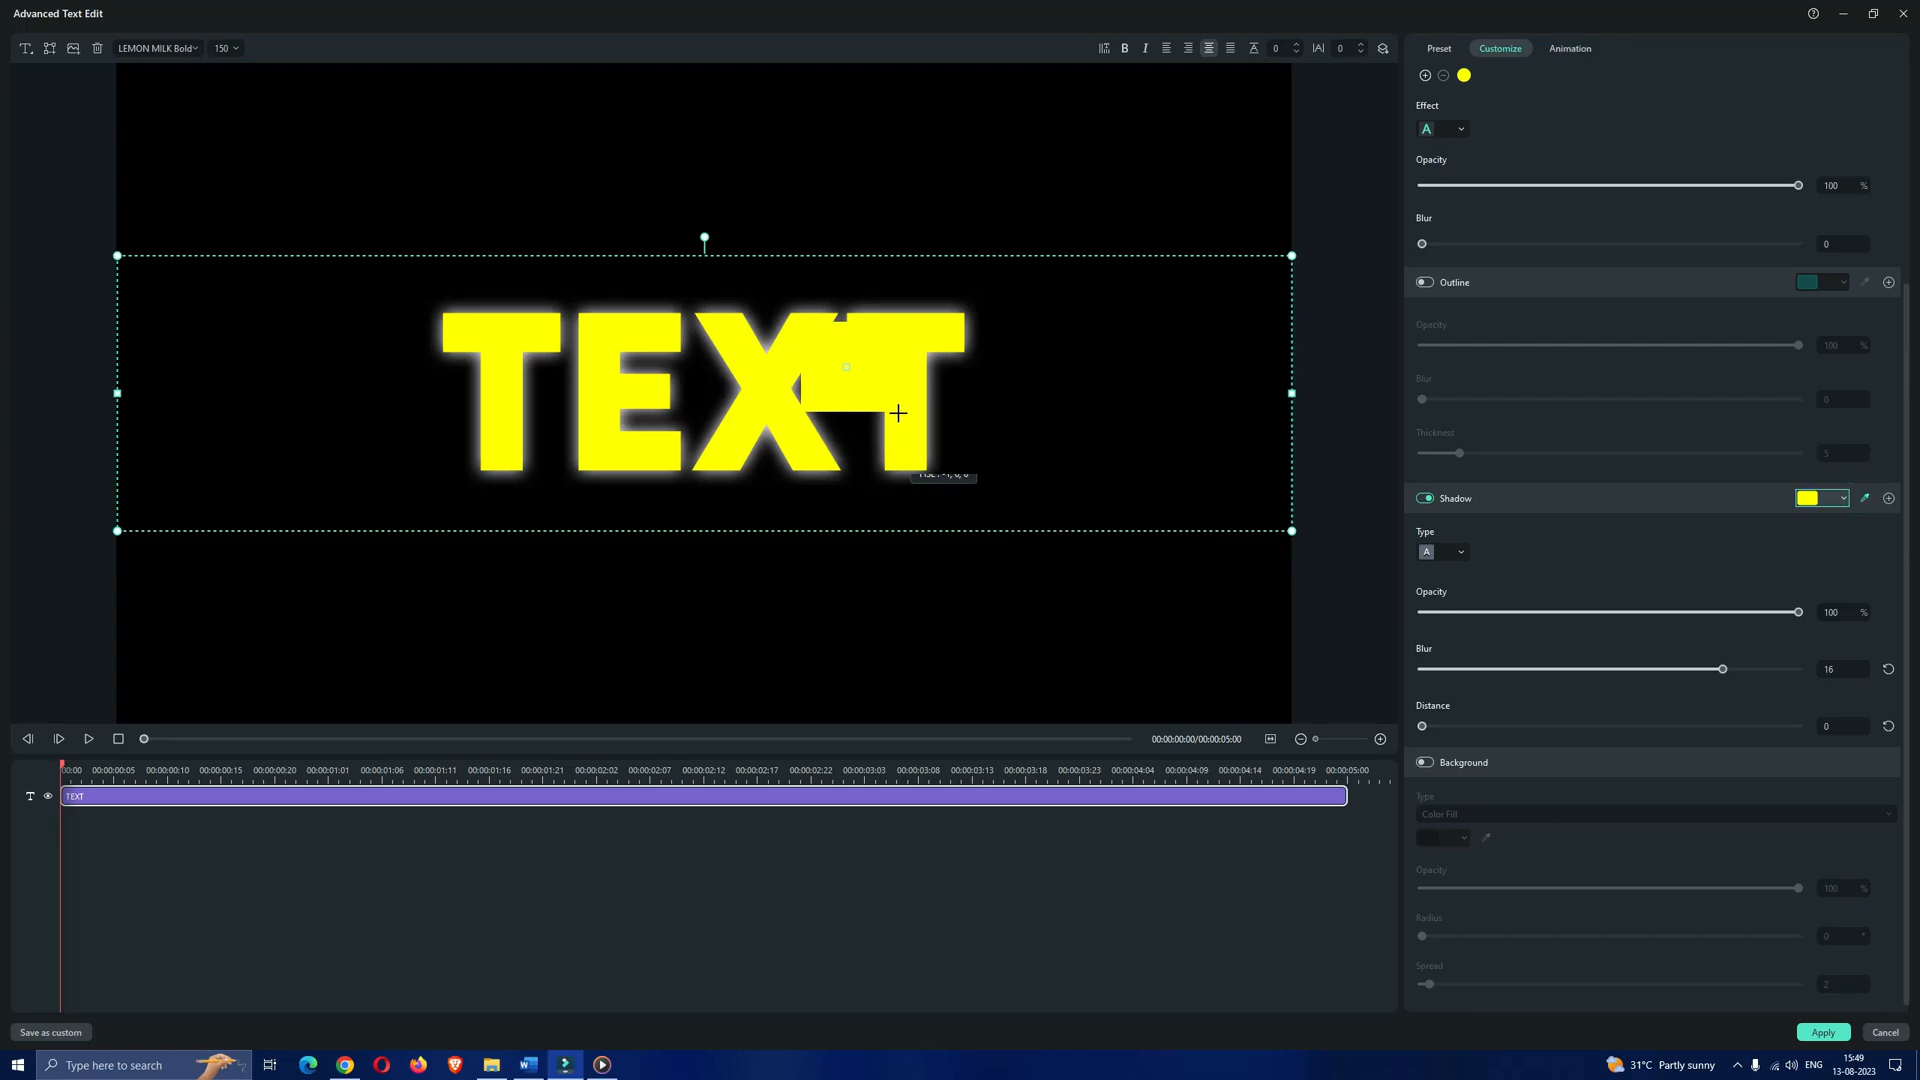 Advanced Text Edit
LEMON MILK Bold 150 B I A 0 |A| 0
Preset Customize Animation
Effect
A
Opacity
100 %
Blur
0
Outline
Opacity
100 %
Blur
0
Thickness
5
TEXT
Shadow
Type
A
Opacity
100 %
Blur
16
Distance
0
00:00:00:00/00:00:05:00
Background
00:00 00:00:00:05 00:00:00:10 00:00:00:15 00:00:00:20 00:00:01:01 00:00:01:06 00:00:01:11 00:00:01:16 00:00:01:21 00:00:02:02 00:00:02:07 00:00:02:12 00:00:02:17 00:00:02:22 00:00:03:03 00:00:03:08 00:00:03:13 00:00:03:18 00:00:03:23 00:00:04:04 00:00:04:09 00:00:04:14 00:00:04:19 00:00:05:00
T TEXT
Type
Color Fill
Opacity
100 %
Radius
0 °
Spread
2
Save as custom
Apply Cancel
Type here to search
31°C Partly sunny ENG
15:49
13-08-2023